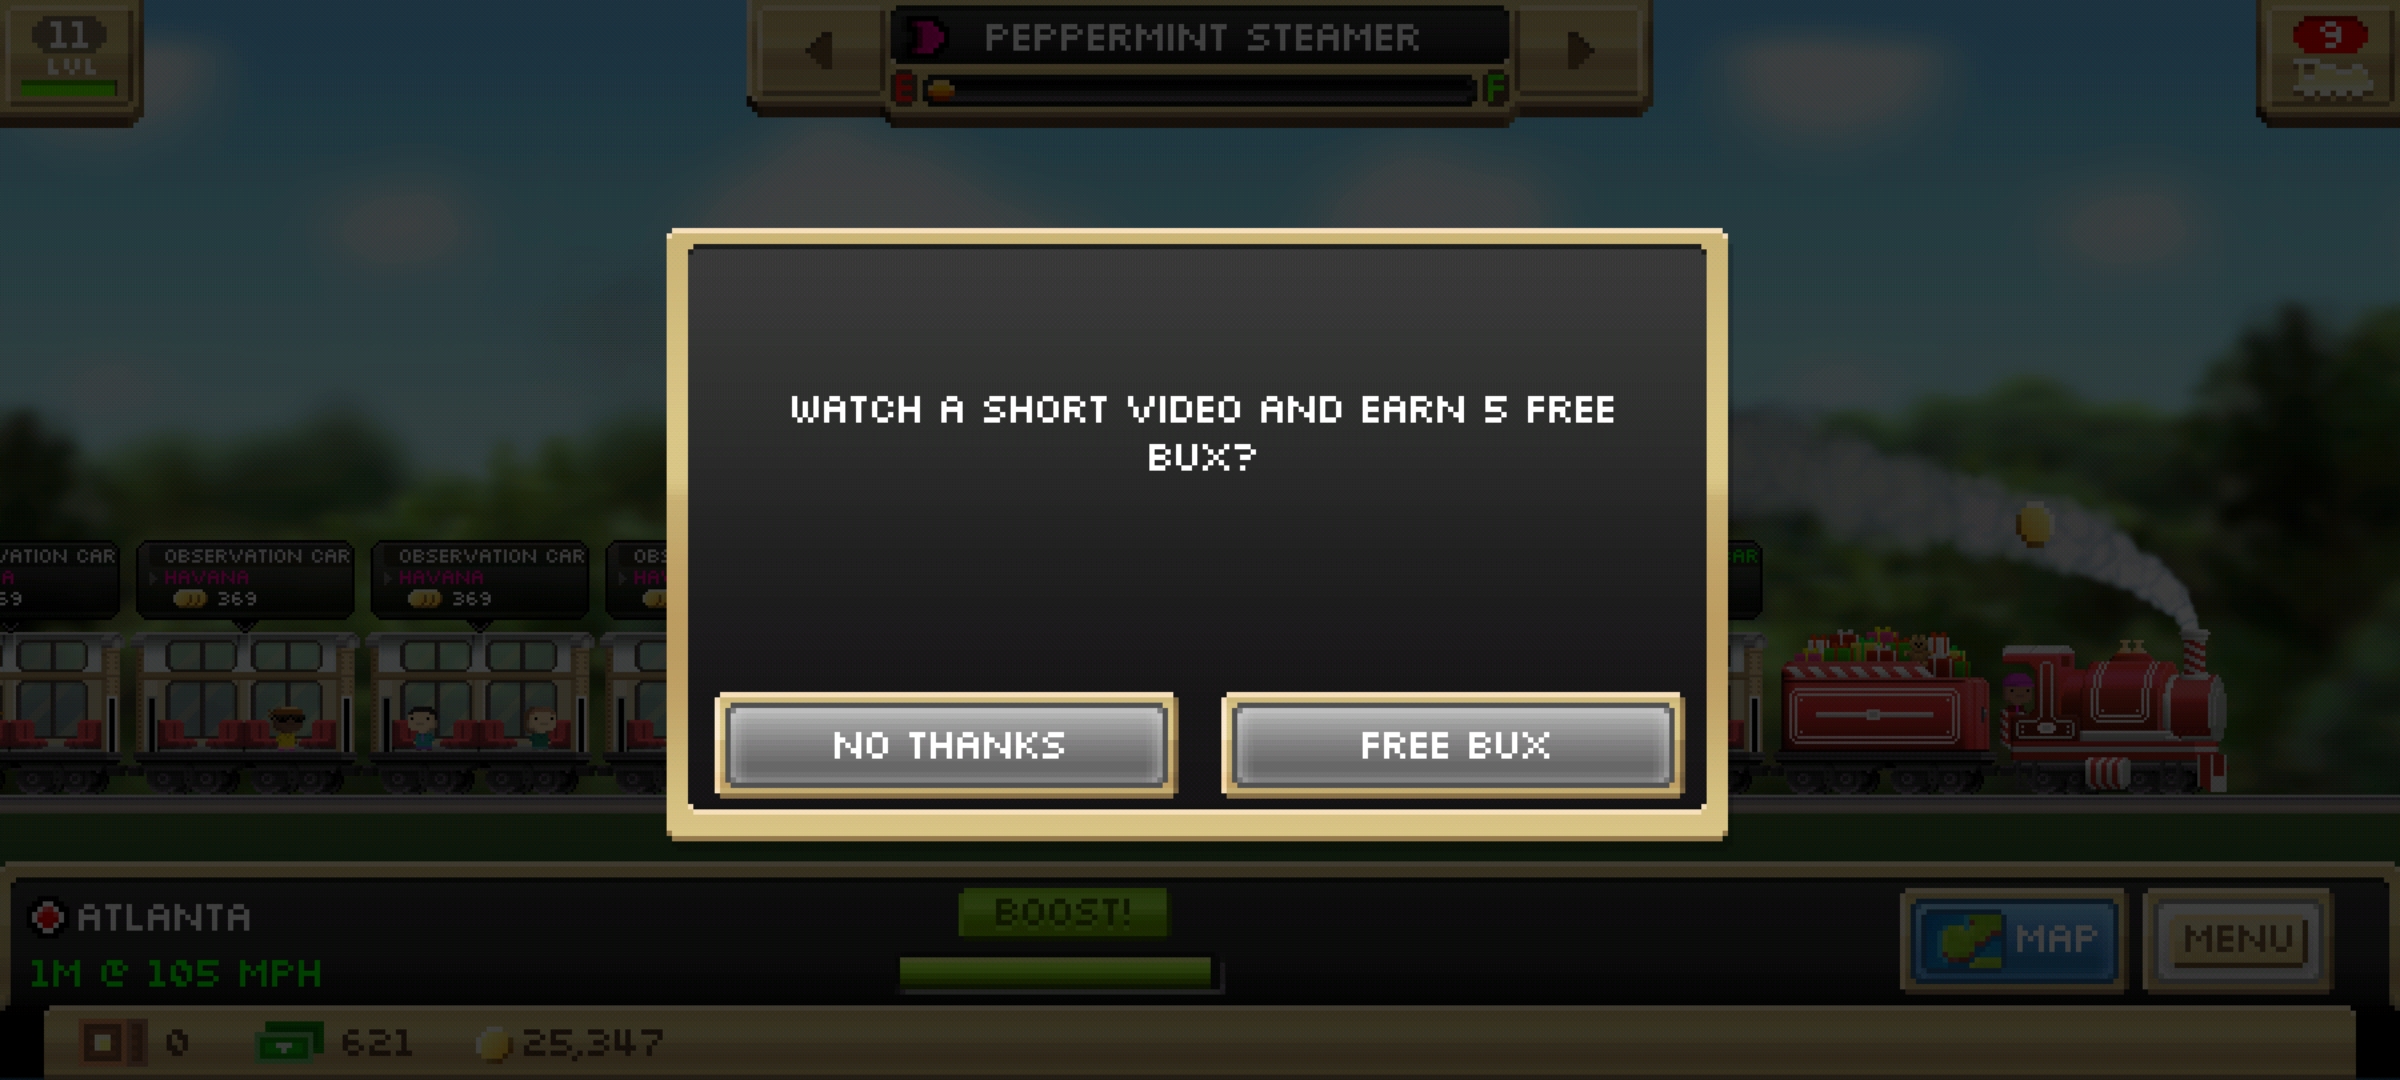 11
LVL
PEPPERMINT STEAMER
E
F
9
WATCH A SHORT VIDEO AND EARN 5 FREE
BUX?
NO THANKS
FREE BUX
VATION CAR
A
69
OBSERVATION CAR
HAVANA
369
OBSERVATION CAR
HAVANA
369
OBS
HAV
AR
ATLANTA
1M @ 105 MPH
BOOST!
MAP
MENU
0
621
25,347